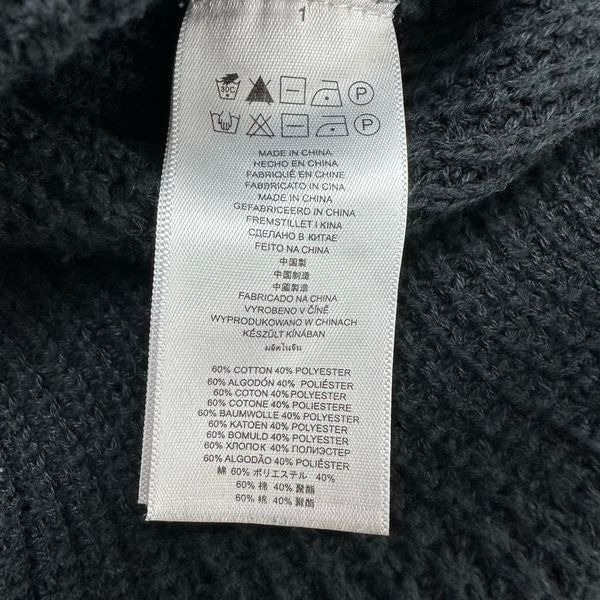 1
30C P
P
MADE IN CHINA
HECHO EN CHINA
FABRIQUÉ EN CHINE
FABBRICATO IN CINA
MADE IN CHINA
GEFABRICEERD IN CHINA
FREMSTILLET I KINA
СДЕЛАНО В КИТАЕ
FEITO NA CHINA
中国製
中国制造
中國製造
FABRICADO NA CHINA
VYROBENO V ČÍNĚ
WYPRODUKOWANO W CHINACH
KÉSZÜLT KÍNÁBAN
ผลิตในจีน
60% COTTON 40% POLYESTER
60% ALGODÓN 40% POLIÉSTER
60% COTON 40% POLYESTER
60% COTONE 40% POLIESTERE
60% BAUMWOLLE 40% POLYESTER
60% KATOEN 40% POLYESTER
60% BOMULD 40% POLYESTER
60% ХЛОПОК 40% ПОЛИЭСТЕР
60% ALGODÃO 40% POLIÉSTER
綿 60% ポリエステル 40%
60% 棉 40% 聚酯
60% 棉 40% 聚酯